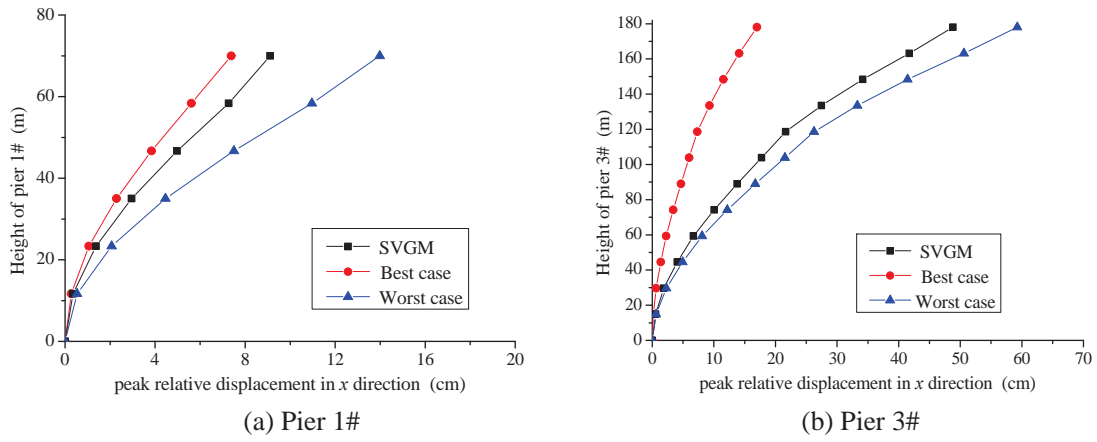 80
60
40
20
0
Height of pier 1# (m)
SVGM
Best case
Worst case
0 4 8 12 16 20
peak relative displacement in x direction (cm)
(a) Pier 1#
180
160
140
120
100
80
60
40
20
0
Height of pier 3# (m)
SVGM
Best case
Worst case
0 10 20 30 40 50 60 70
peak relative displacement in x direction (cm)
(b) Pier 3#